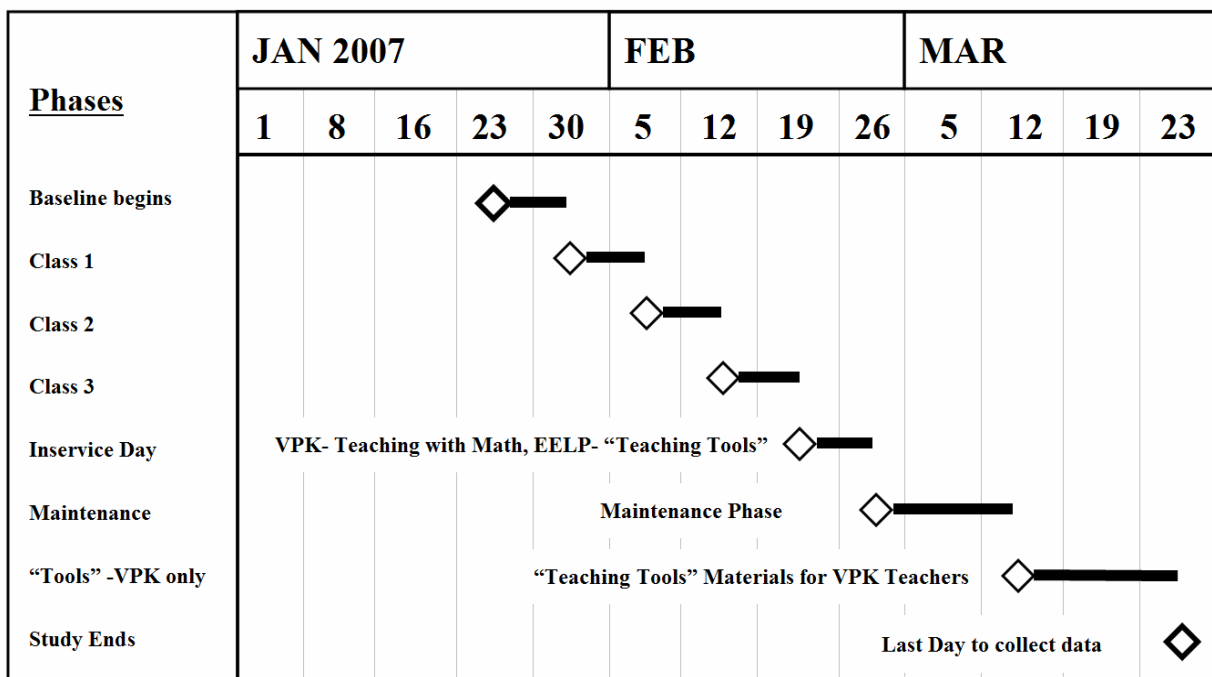 JAN 2007 FEB MAR
Phases
1 8 16 23 30 5 12 19 26 5 12 19 23
Baseline begins
Class 1
Class 2
Class 3
Inservice Day VPK- Teaching with Math, EELP- “Teaching Tools”
Maintenance Maintenance Phase
“Tools” -VPK only “Teaching Tools” Materials for VPK Teachers
Study Ends Last Day to collect data